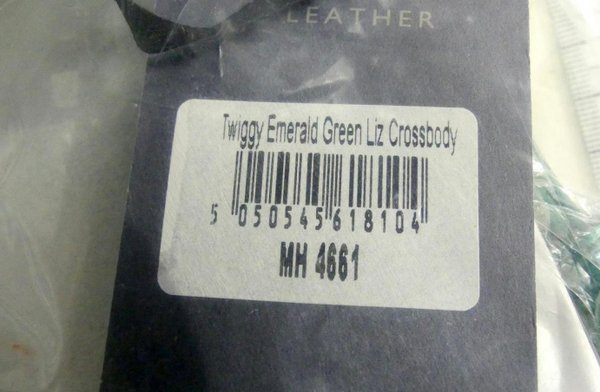 LEATHER
Twiggy Emerald Green Liz Crossbody
5 050545 618104
MH 4661